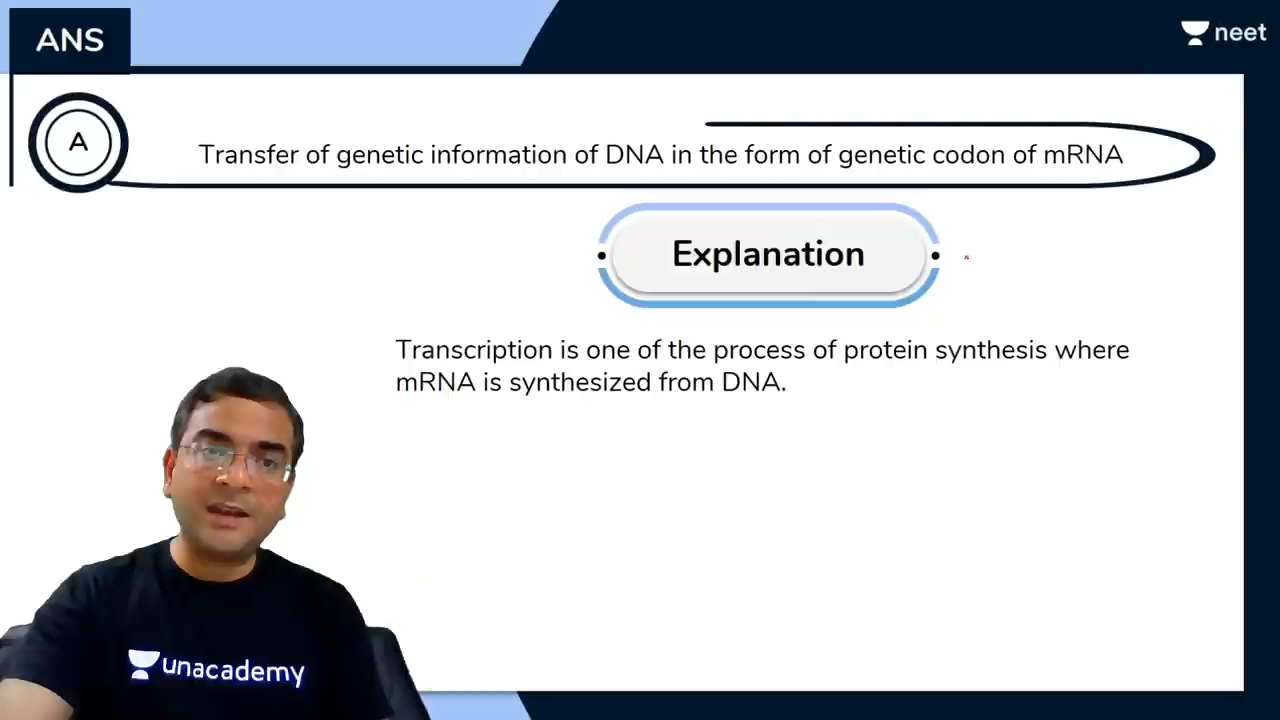 ANS
neet
A
Transfer of genetic information of DNA in the form of genetic codon of mRNA
Explanation
Transcription is one of the process of protein synthesis where
mRNA is synthesized from DNA.
unacademy